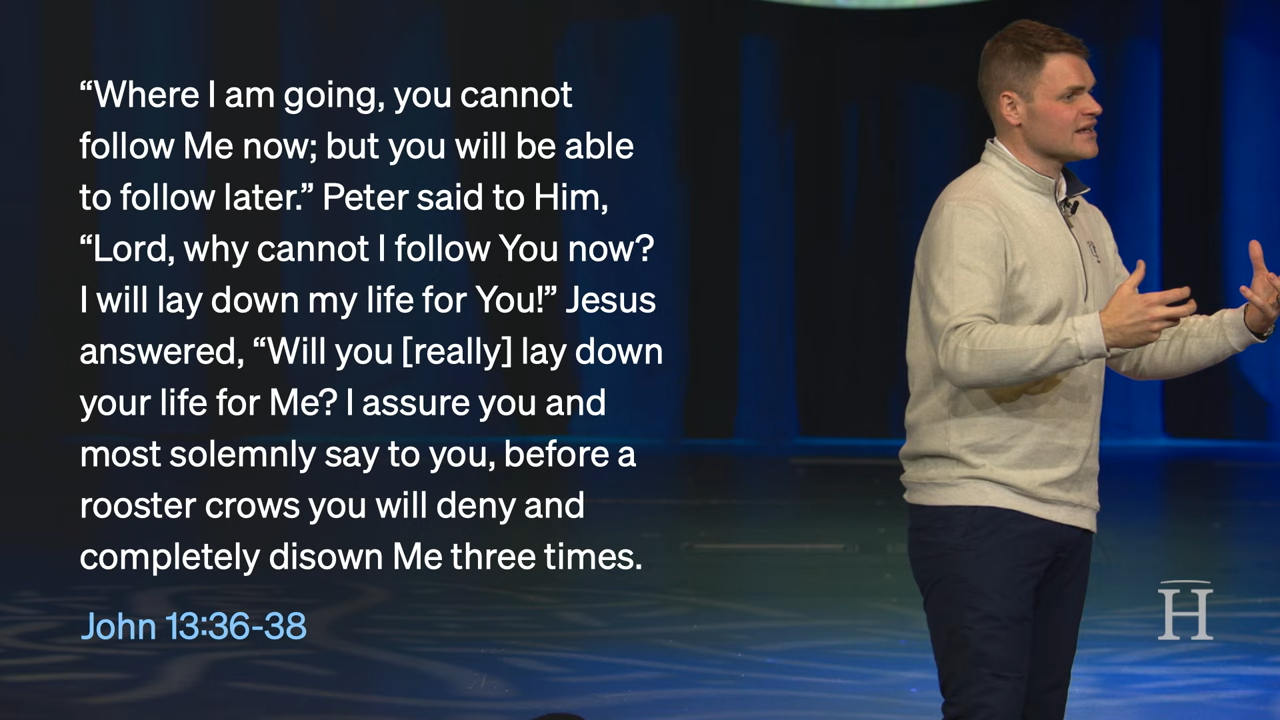 “Where I am going, you cannot
follow Me now; but you will be able
to follow later.” Peter said to Him,
“Lord, why cannot I follow You now?
I will lay down my life for You!” Jesus
answered, “Will you [really] lay down
your life for Me? I assure you and
most solemnly say to you, before a
rooster crows you will deny and
completely disown Me three times.
John 13:36-38
H